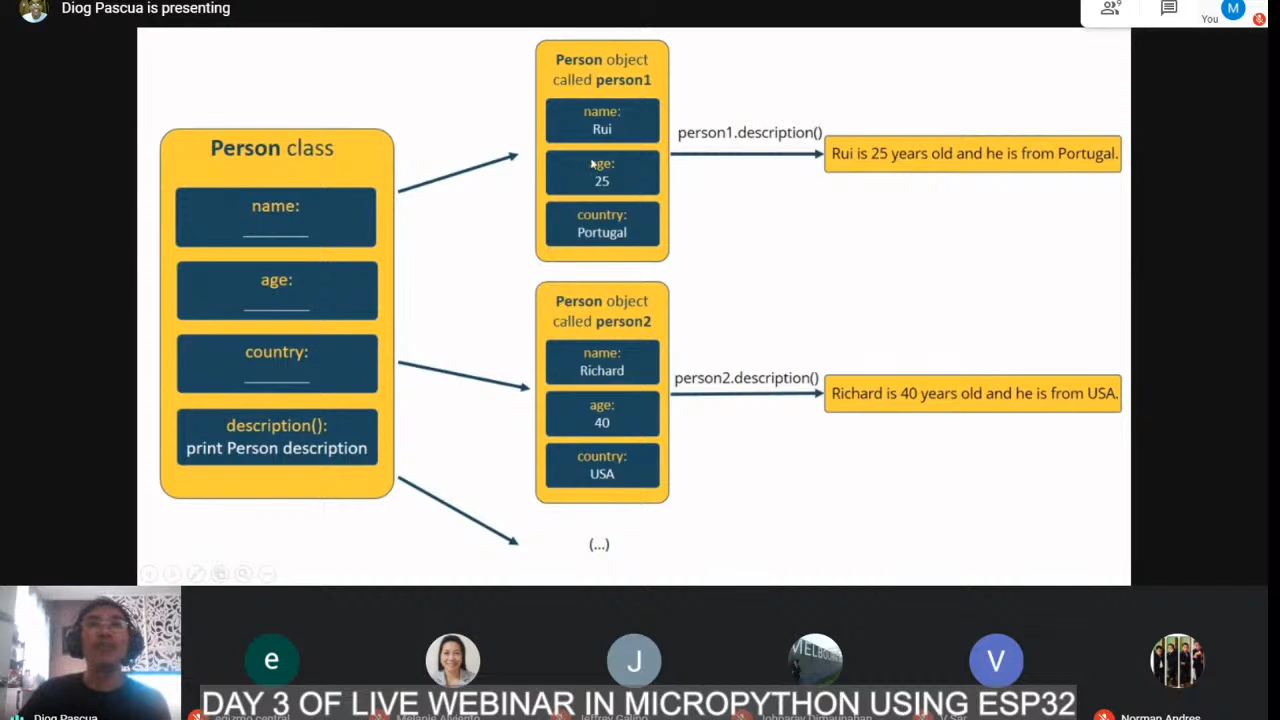 Diog Pascua is presenting
9
M
You
Person class
name:
age:
country:
description():
print Person description
Person object
called person1
name:
Rui
age:
25
country:
Portugal
person1.description()
Rui is 25 years old and he is from Portugal.
Person object
called person2
name:
Richard
age:
40
country:
USA
person2.description()
Richard is 40 years old and he is from USA.
(...)
e
J
MELBOU
V
DAY 3 OF LIVE WEBINAR IN MICROPYTHON USING ESP32
Diog Pascua
Norman Andres